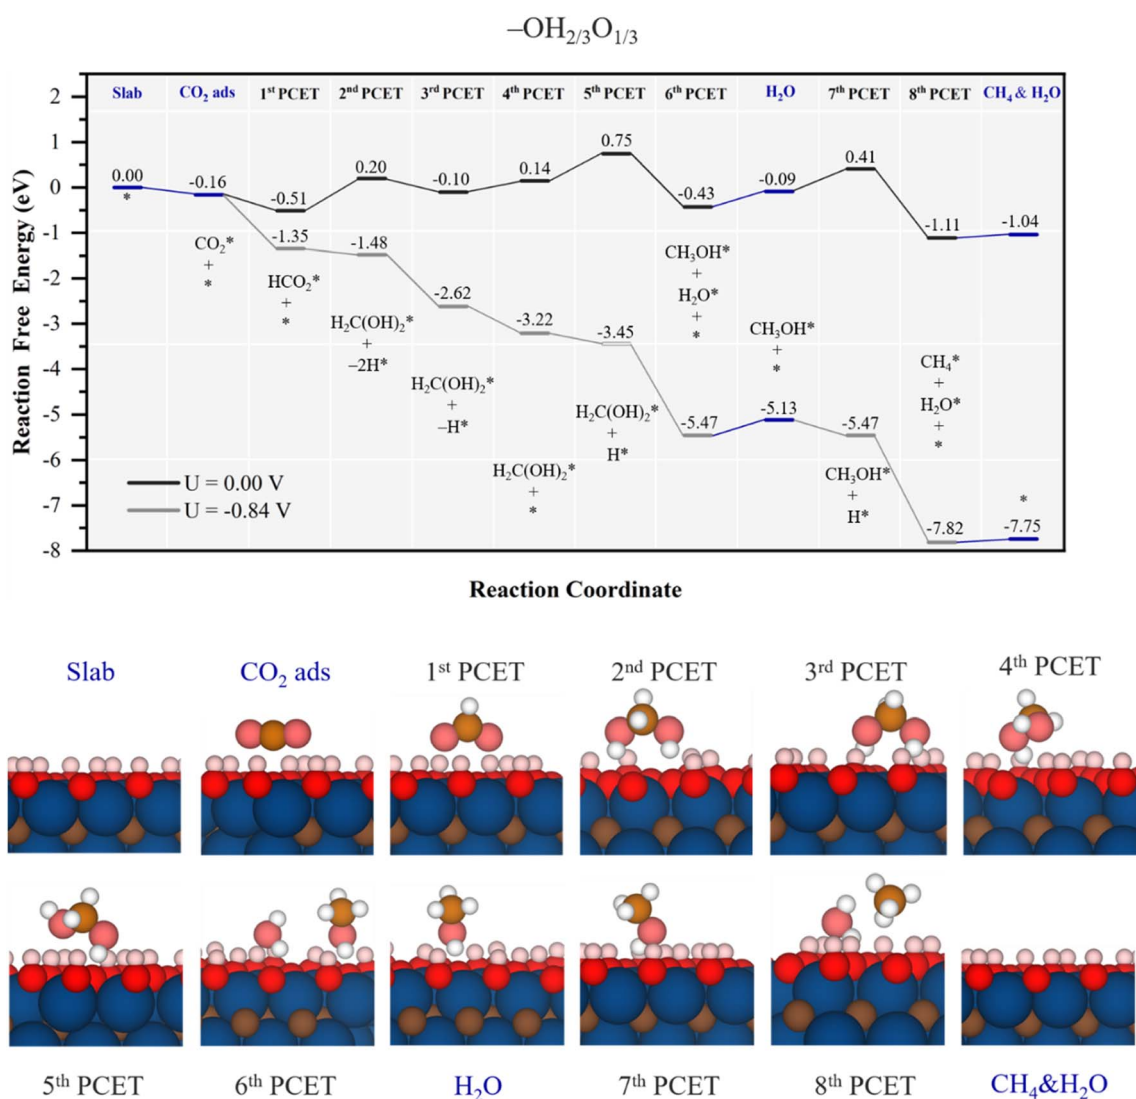 –OH2/3O1/3
Slab CO2 ads 1st PCET 2nd PCET 3rd PCET 4th PCET 5th PCET 6th PCET H2O 7th PCET 8th PCET CH4 & H2O
Reaction Free Energy (eV)
2
1
0
-1
-2
-3
-4
-5
-6
-7
-8
0.00 -0.16 -0.51 0.20 -0.10 0.14 0.75 -0.43 -0.09 0.41 -1.11 -1.04
-1.35 -1.48 -2.62 -3.22 -3.45 -5.47 -5.13 -5.47 -7.82 -7.75
*
CO2*
+
*
HCO2*
+
*
H2C(OH)2*
+
–2H*
H2C(OH)2*
+
–H*
H2C(OH)2*
+
*
H2C(OH)2*
+
H*
CH3OH*
+
H2O*
+
*
CH3OH*
+
*
CH3OH*
+
H*
CH4*
+
H2O*
+
*
*
U = 0.00 V
U = -0.84 V
Reaction Coordinate
Slab CO2 ads 1st PCET 2nd PCET 3rd PCET 4th PCET
5th PCET 6th PCET H2O 7th PCET 8th PCET CH4&H2O